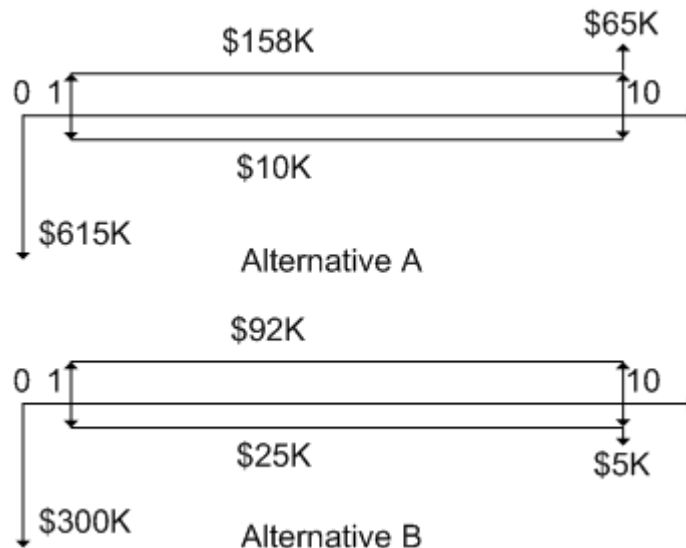 $158K
$65K
0 1 10
$10K
$615K
Alternative A
$92K
0 1 10
$25K
$5K
$300K
Alternative B